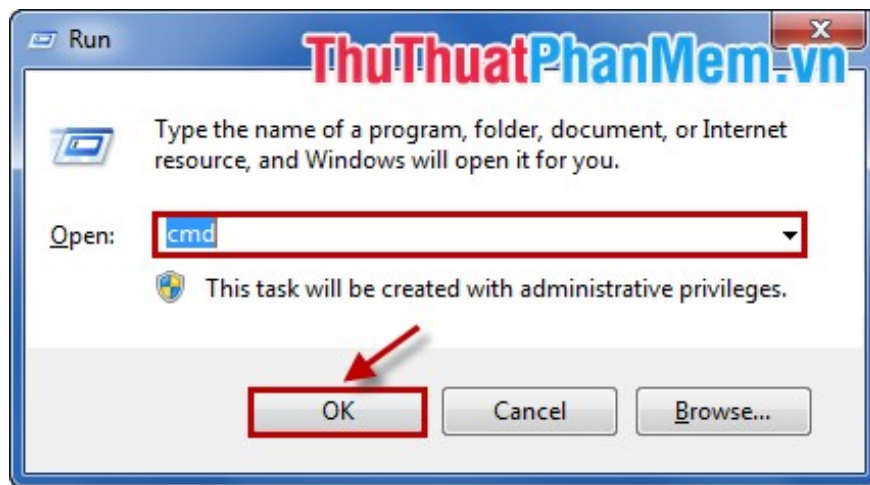 Run
ThuThuatPhanMem.vn
Type the name of a program, folder, document, or Internet
resource, and Windows will open it for you.
Open: cmd
This task will be created with administrative privileges.
OK Cancel Browse...